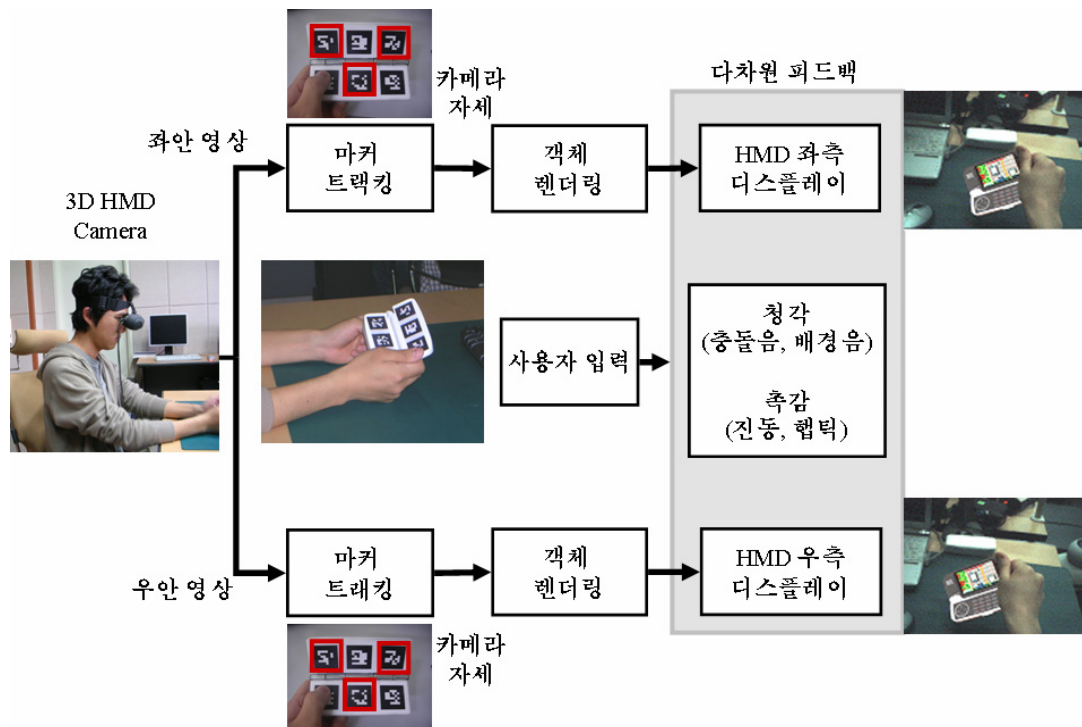 카메라
자세
다차원 피드백
좌안 영상
마커
트랙킹
객체
렌더링
HMD 좌측
디스플레이
3D HMD
Camera
사용자 입력
청각
(충돌음, 배경음)
촉감
(진동, 햅틱)
우안 영상
마커
트래킹
객체
렌더링
HMD 우측
디스플레이
카메라
자세